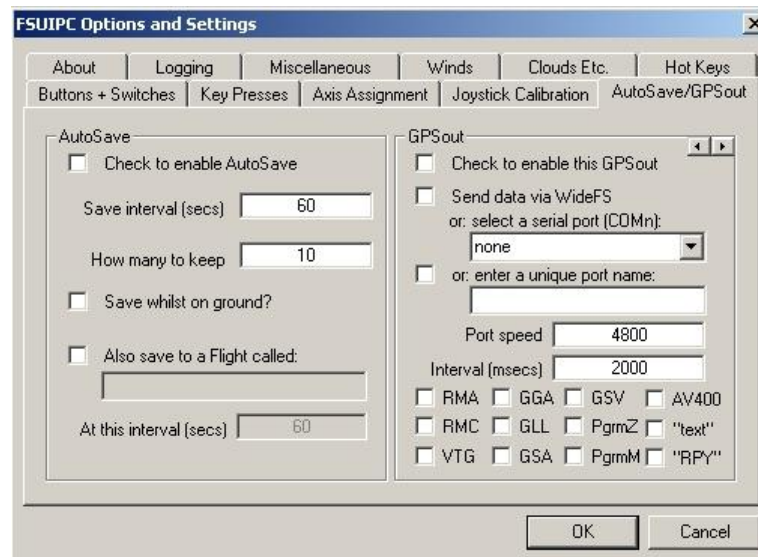 FSUIPC Options and Settings
About Logging Miscellaneous Winds Clouds Etc. Hot Keys
Buttons + Switches Key Presses Axis Assignment Joystick Calibration AutoSave/GPSout
AutoSave
Check to enable AutoSave
Save interval (secs) 60
How many to keep 10
Save whilst on ground?
Also save to a Flight called:
At this interval (secs) 60
GPSout
Check to enable this GPSout
Send data via WideFS
or: select a serial port (COMn):
none
or: enter a unique port name:
Port speed 4800
Interval (msecs) 2000
RMA GGA GSV AV400
RMC GLL PgrmZ "text"
VTG GSA PgrmM "RPY"
OK Cancel